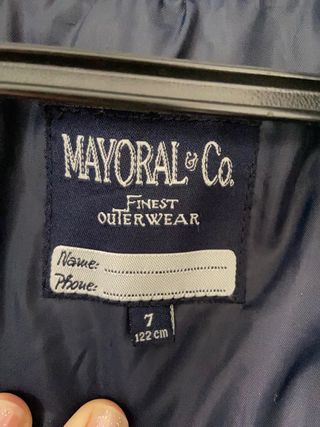 MAYORAL & Co.
FINEST
OUTERWEAR
Name:
Phone:
7
122 cm